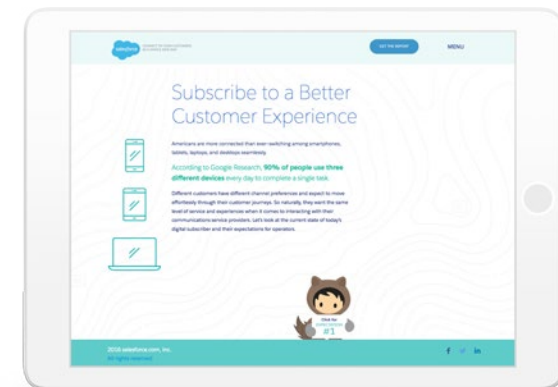 salesforce
GET THE REPORT
MENU
Subscribe to a Better
Customer Experience
Americans are more connected than ever-switching among smartphones,
tablets, laptops, and desktops seamlessly.
According to Google Research, 90% of people use three
different devices every day to complete a single task.
Different customers have different channel preferences and expect to move
effortlessly through their customer journeys. So naturally, they want the same
level of service and experiences when it comes to interacting with their
communications service providers. Let's look at the current state of today's
digital subscriber and their expectations for operators.
Click for
#1
2016 salesforce.com, inc.
All rights reserved
f
in